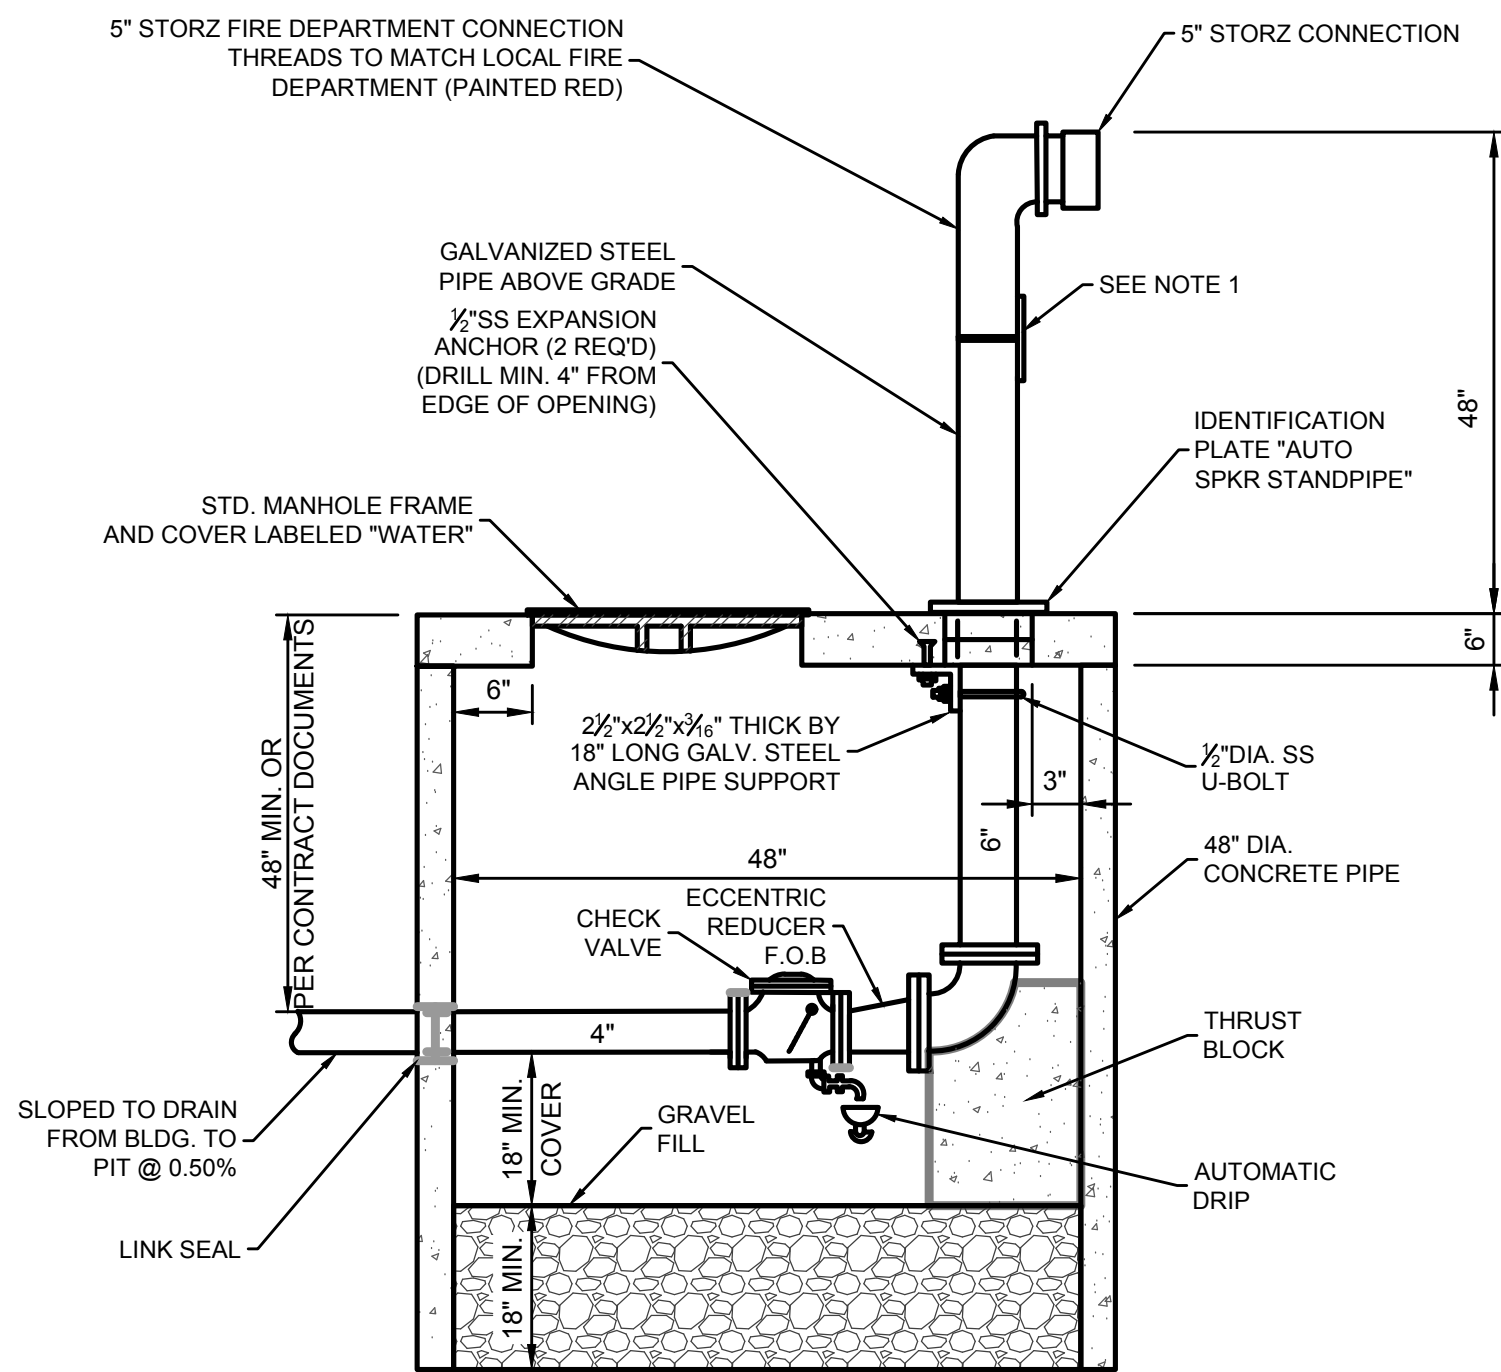 5" STORZ FIRE DEPARTMENT CONNECTION
THREADS TO MATCH LOCAL FIRE
DEPARTMENT (PAINTED RED)
5" STORZ CONNECTION
GALVANIZED STEEL
PIPE ABOVE GRADE
SEE NOTE 1
½"SS EXPANSION
ANCHOR (2 REQ'D)
(DRILL MIN. 4" FROM
EDGE OF OPENING)
48"
IDENTIFICATION
PLATE "AUTO
SPKR STANDPIPE"
STD. MANHOLE FRAME
AND COVER LABELED "WATER"
6"
6"
48" MIN. OR
PER CONTRACT DOCUMENTS
2½"x2½"x³⁄₁₆" THICK BY
18" LONG GALV. STEEL
ANGLE PIPE SUPPORT
½"DIA. SS
U-BOLT
3"
6"
48"
48" DIA.
CONCRETE PIPE
CHECK
VALVE
ECCENTRIC
REDUCER
F.O.B
4"
THRUST
BLOCK
SLOPED TO DRAIN
FROM BLDG. TO
PIT @ 0.50%
18" MIN.
COVER
GRAVEL
FILL
AUTOMATIC
DRIP
LINK SEAL
18" MIN.